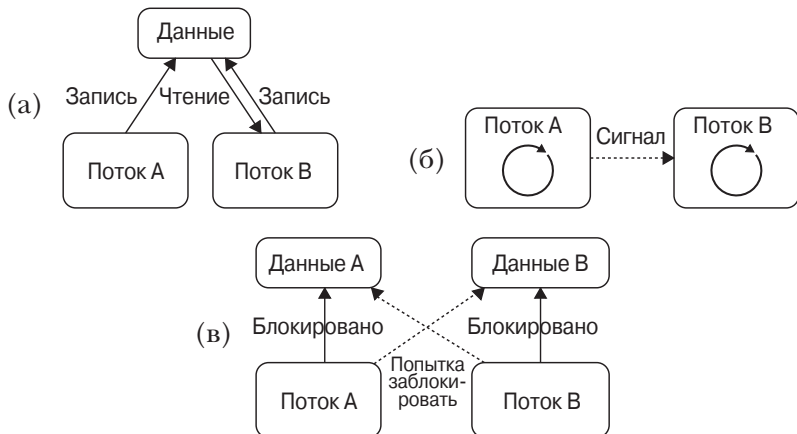 (а)
Данные
Запись
Чтение
Запись
Поток A
Поток B
(б)
Поток A
Сигнал
Поток B
(в)
Данные A
Данные B
Блокировано
Блокировано
Поток A
Попытка
заблоки-
ровать
Поток B